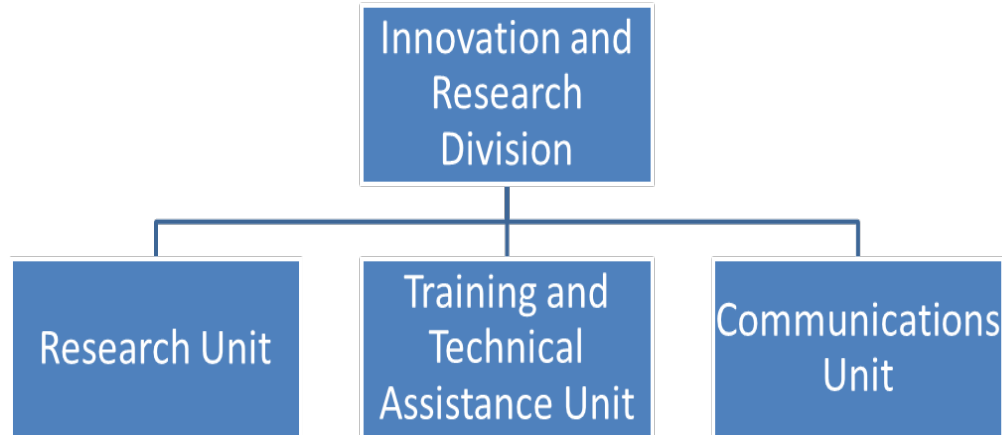 Innovation and
Research
Division
Research Unit
Training and
Technical
Assistance Unit
Communications
Unit